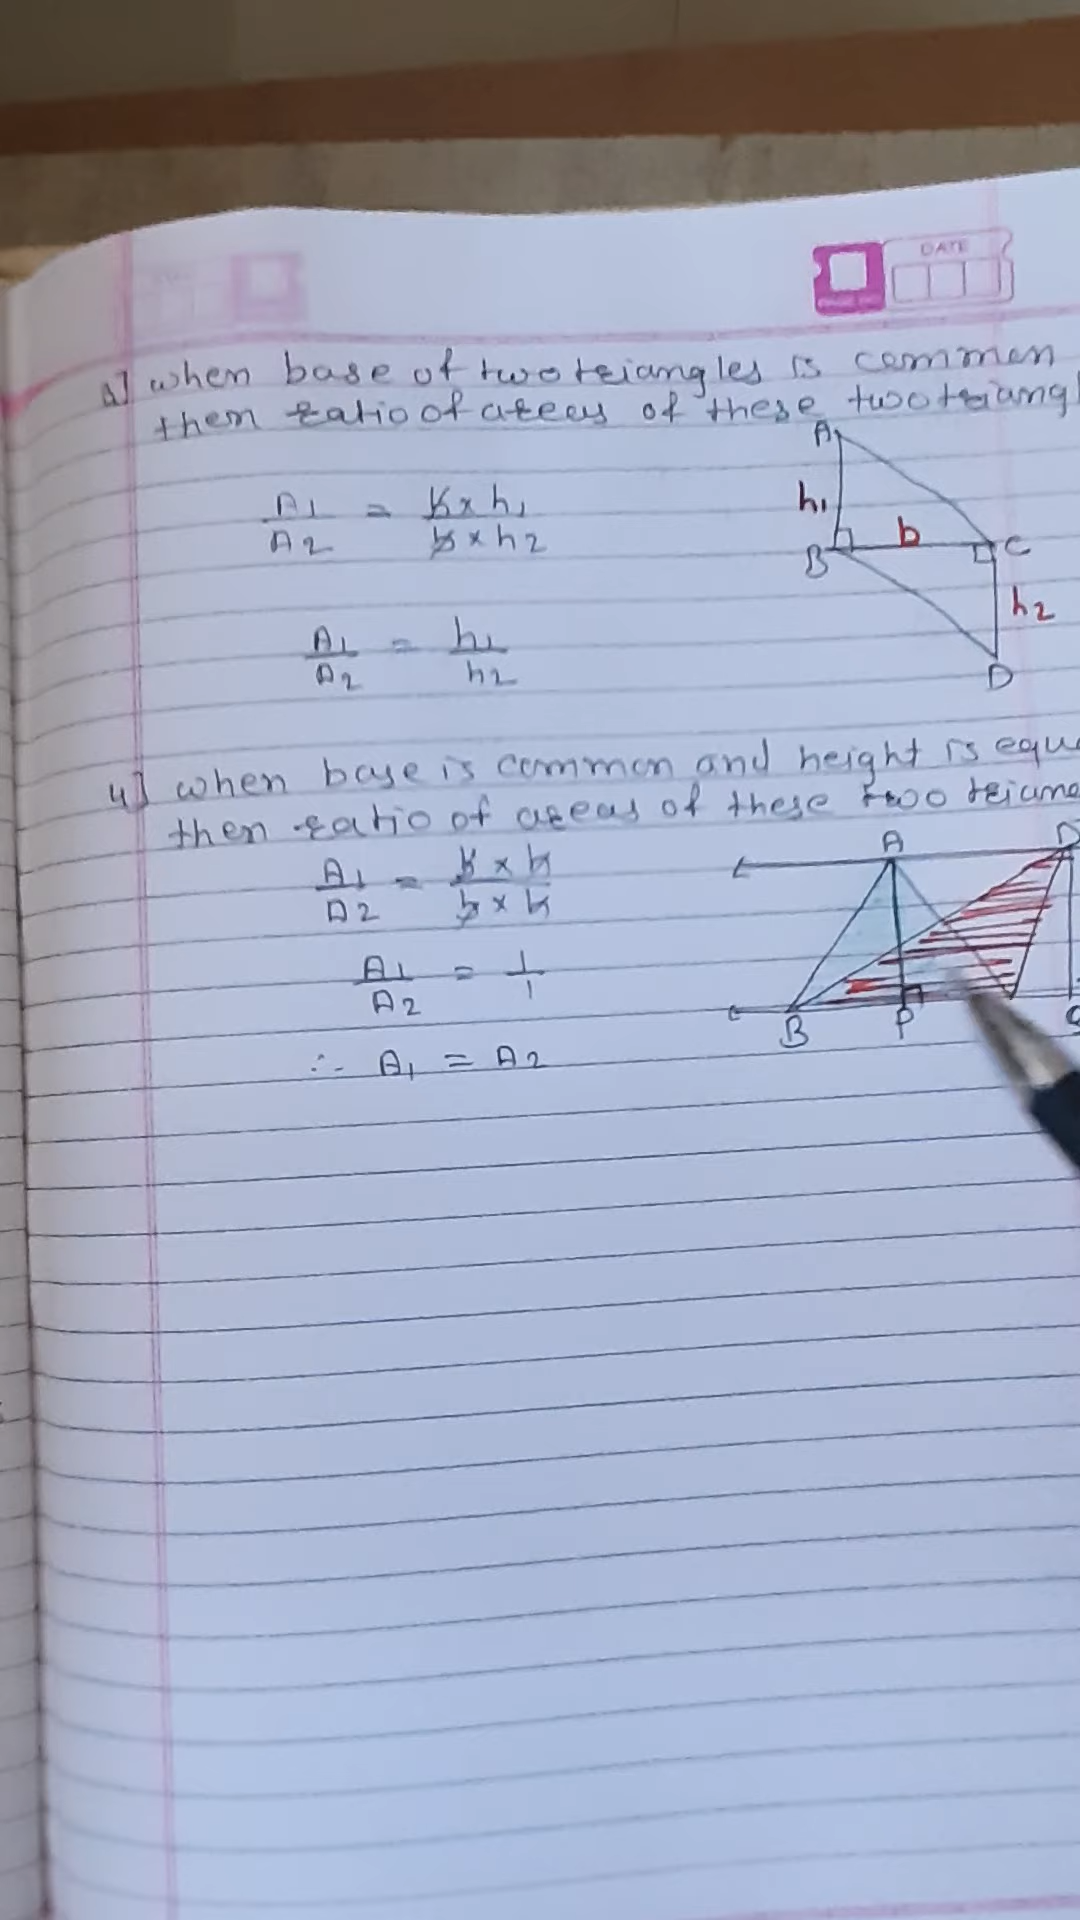 DATE
3] when base of two triangles is common
then ratio of areas of these two triangl
A
h1
b
B
C
h2
D
A1/A2 = b × h1/b × h2
A1/A2 = h1/h2
4] when base is common and height is equ
then ratio of areas of these two triang
A D
A1/A2 = b × h/b × h
A1/A2 = 1/1
B P
∴ A1 = A2